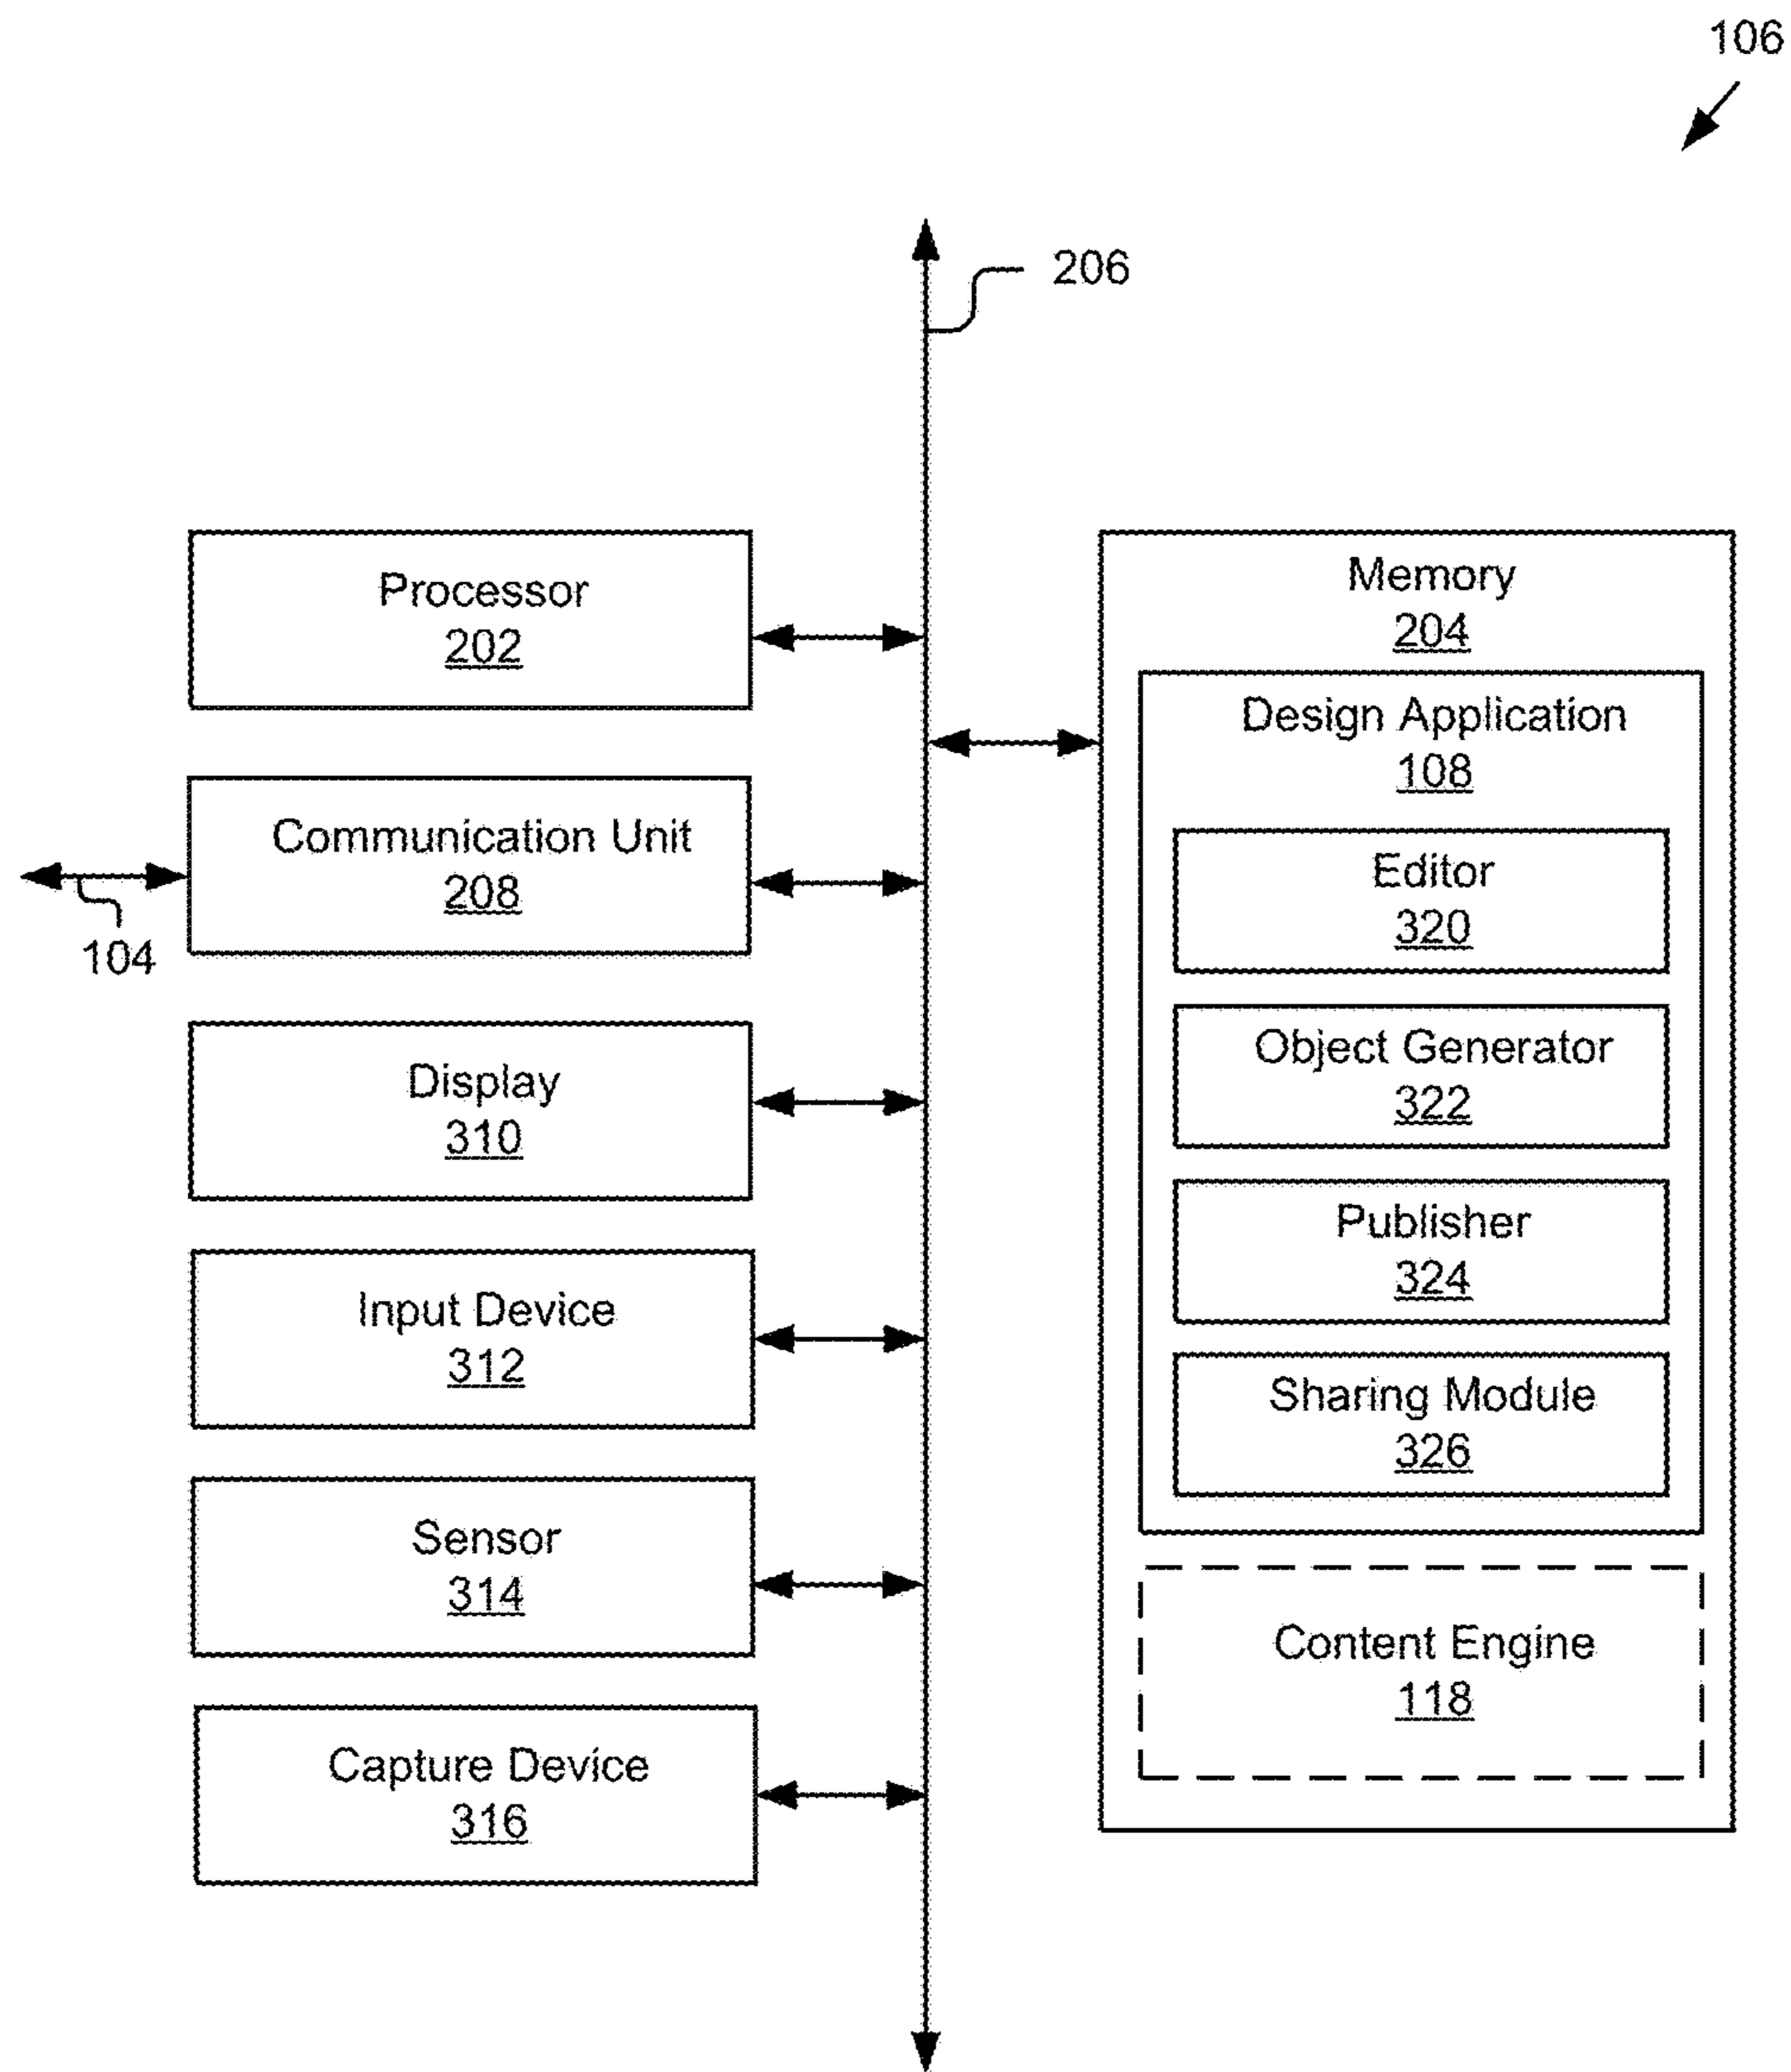 106
206
Processor
202
Communication Unit
208
104
Display
310
Input Device
312
Sensor
314
Capture Device
316
Memory
204
Design Application
108
Editor
320
Object Generator
322
Publisher
324
Sharing Module
326
Content Engine
118